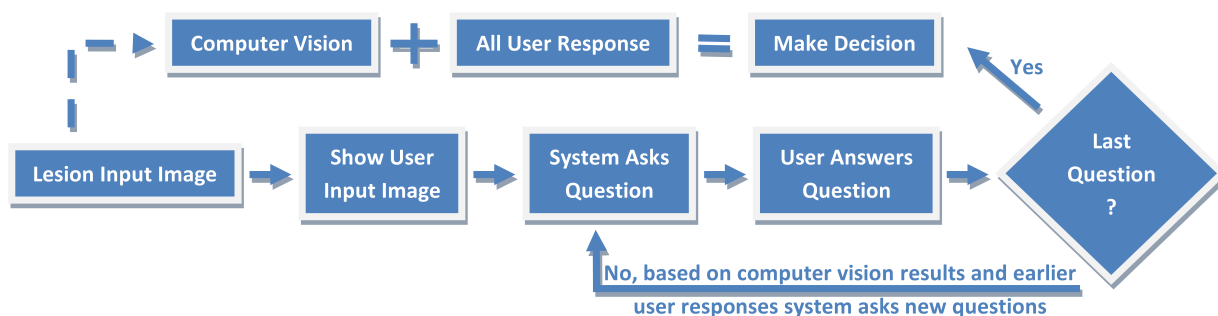 Computer Vision
All User Response
Make Decision
Yes
Lesion Input Image
Show User
Input Image
System Asks
Question
User Answers
Question
Last
Question
?
No, based on computer vision results and earlier
user responses system asks new questions